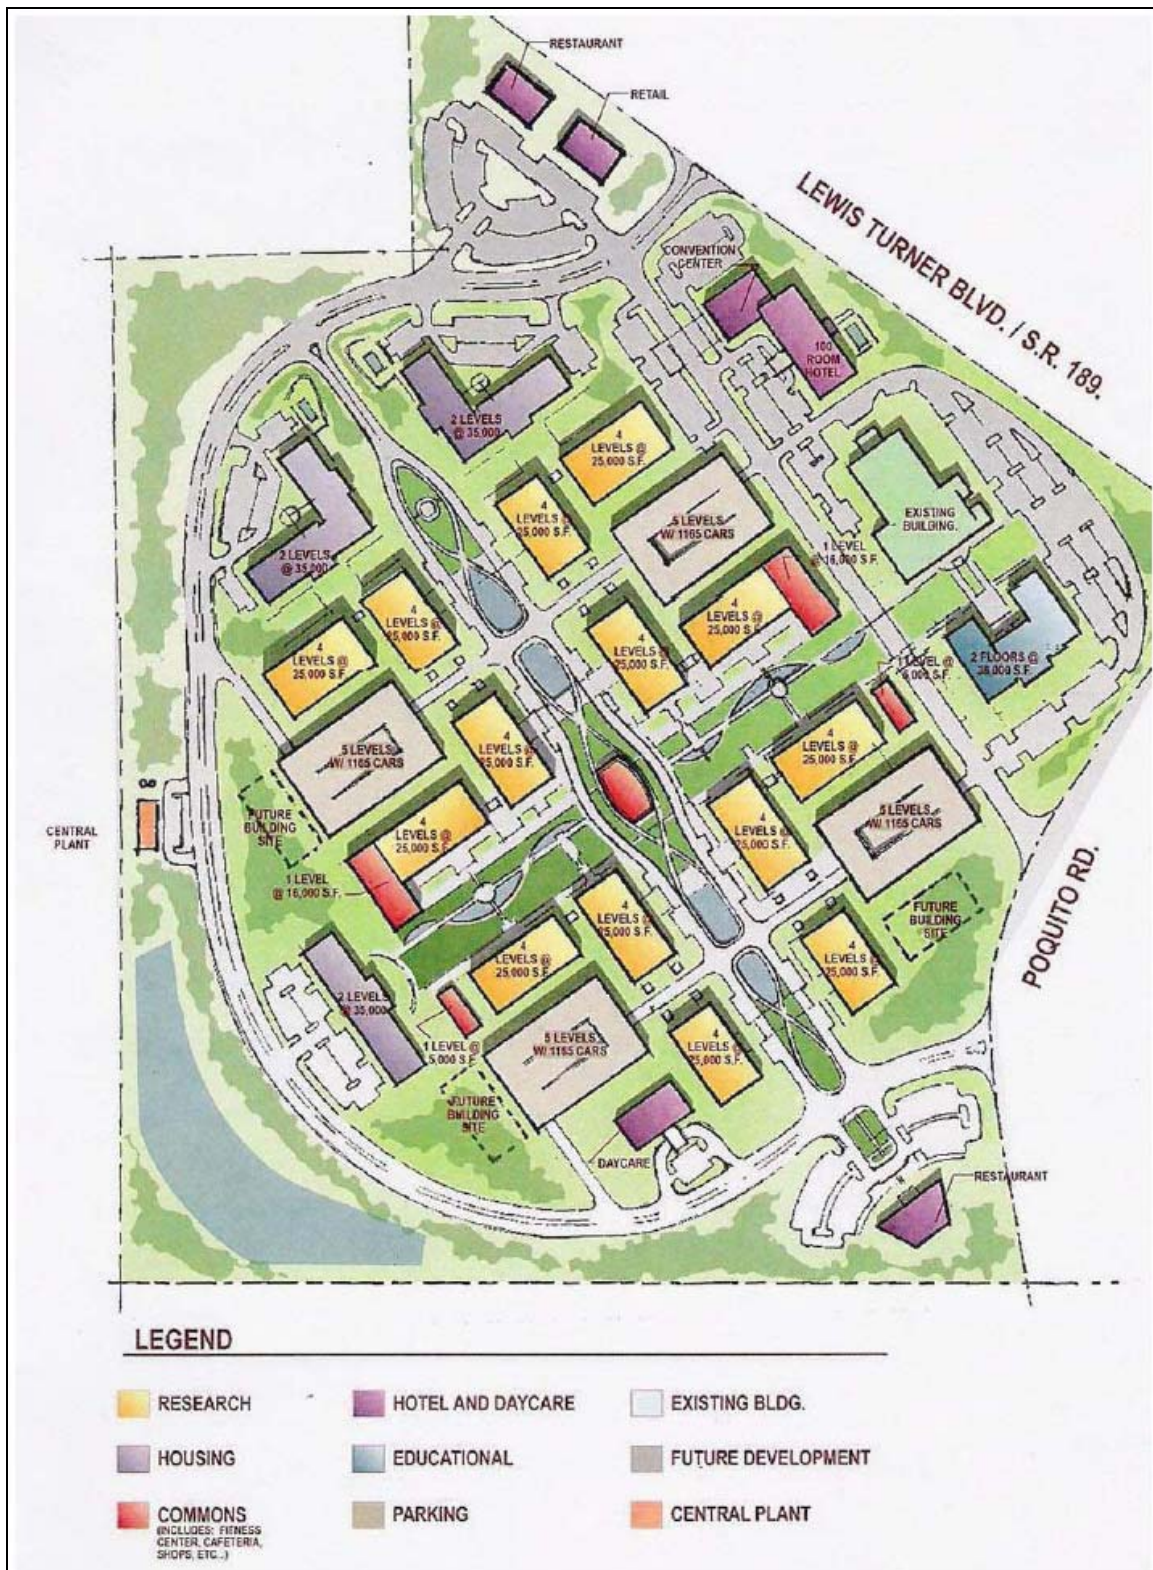 RESTAURANT
RETAIL
LEWIS TURNER BLVD. / S.R. 189.
CONVENTION
CENTER
100
ROOM
HOTEL
2 LEVELS
@ 35,000
4
LEVELS @
25,000 S.F.
4
LEVELS @
25,000 S.F.
5 LEVELS
W/ 1165 CARS
EXISTING
BUILDING.
1 LEVEL
@ 16,000 S.F.
2 LEVELS
@ 35,000
4
LEVELS @
25,000 S.F.
4
LEVELS @
25,000 S.F.
4
LEVELS @
25,000 S.F.
4
LEVELS @
25,000 S.F.
2 FLOORS @
1 LEVEL @
5,000 S.F.
5 LEVELS
W/ 1165 CARS
4
LEVELS @
25,000 S.F.
4
LEVELS @
25,000 S.F.
CENTRAL
PLANT
FUTURE
BUILDING
SITE
4
LEVELS @
25,000 S.F.
4
LEVELS @
25,000 S.F.
5 LEVELS
W/ 1165 CARS
1 LEVEL
@ 16,000 S.F.
POQUITO RD.
FUTURE
BUILDING
SITE
4
LEVELS @
25,000 S.F.
4
LEVELS @
25,000 S.F.
4
LEVELS @
25,000 S.F.
2 LEVELS
@ 35,000
1 LEVEL @
5,000 S.F.
5 LEVELS
W/ 1165 CARS
4
LEVELS @
25,000 S.F.
FUTURE
BUILDING
SITE
DAYCARE
RESTAURANT
LEGEND
RESEARCH
HOTEL AND DAYCARE
EXISTING BLDG.
HOUSING
EDUCATIONAL
FUTURE DEVELOPMENT
COMMONS
(INCLUDES: FITNESS
CENTER, CAFETERIA,
SHOPS, ETC...)
PARKING
CENTRAL PLANT